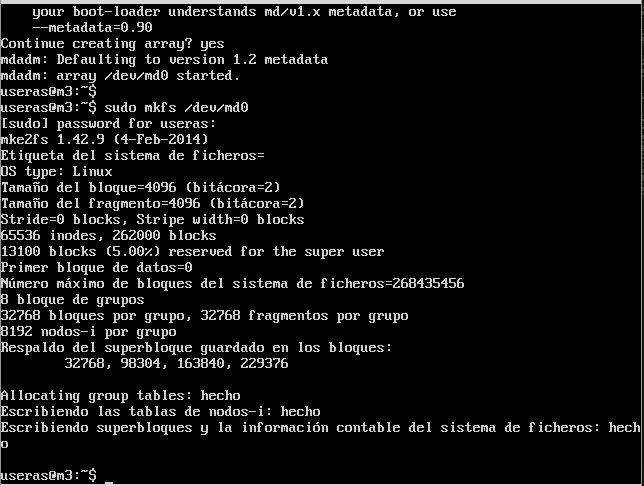 your boot-loader understands md/v1.x metadata, or use
--metadata=0.90
Continue creating array? yes
mdadm: Defaulting to version 1.2 metadata
mdadm: array /dev/md0 started.
useras@m3:~$
useras@m3:~$ sudo mkfs /dev/md0
[sudo] password for useras:
mke2fs 1.42.9 (4-Feb-2014)
Etiqueta del sistema de ficheros=
OS type: Linux
Tamaño del bloque=4096 (bitácora=2)
Tamaño del fragmento=4096 (bitácora=2)
Stride=0 blocks, Stripe width=0 blocks
65536 inodes, 262000 blocks
13100 blocks (5.00%) reserved for the super user
Primer bloque de datos=0
Número máximo de bloques del sistema de ficheros=268435456
8 bloque de grupos
32768 bloques por grupo, 32768 fragmentos por grupo
8192 nodos-i por grupo
Respaldo del superbloque guardado en los bloques:
32768, 98304, 163840, 229376
Allocating group tables: hecho
Escribiendo las tablas de nodos-i: hecho
Escribiendo superbloques y la información contable del sistema de ficheros: hech
o
useras@m3:~$ _